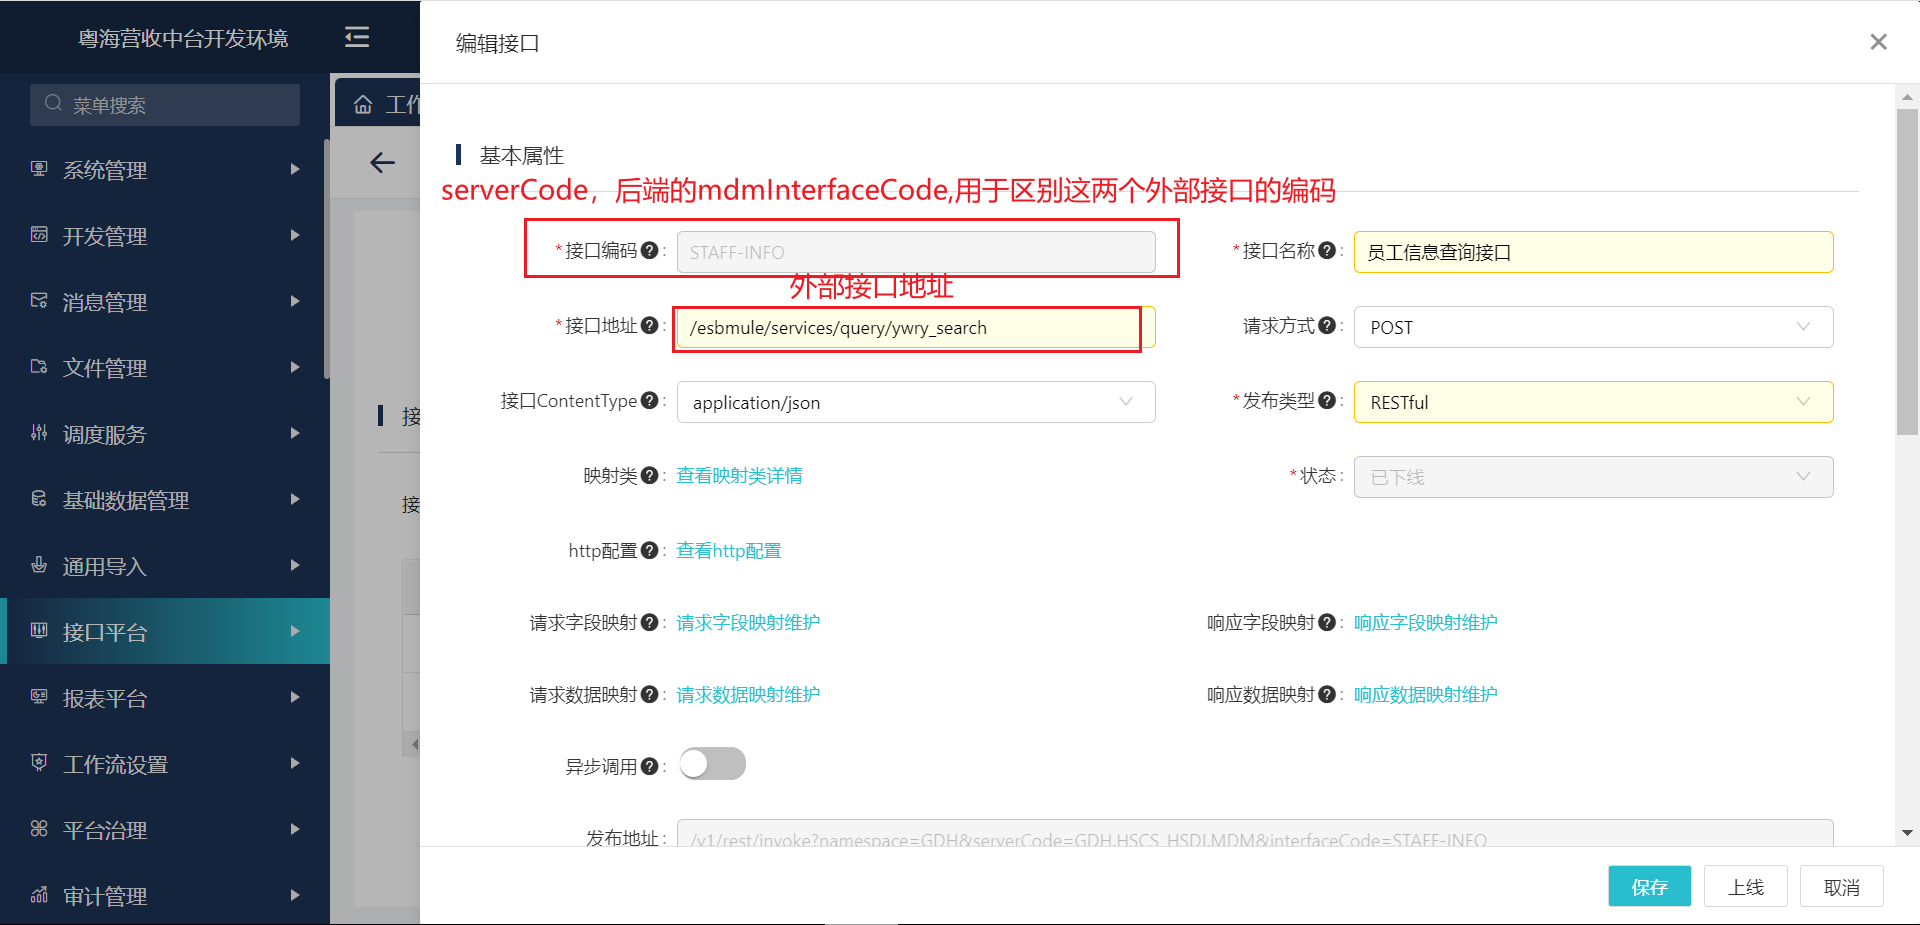 粤海营收中台开发环境
菜单搜索
系统管理
开发管理
消息管理
文件管理
调度服务
基础数据管理
通用导入
接口平台
报表平台
工作流设置
平台治理
审计管理
工作
接
接
编辑接口
基本属性
serverCode，后端的mdmInterfaceCode,用于区别这两个外部接口的编码
*接口编码?: STAFF-INFO
*接口名称?: 员工信息查询接口
外部接口地址
*接口地址?: /esbmule/services/query/ywry_search
请求方式?: POST
接口ContentType?: application/json
*发布类型?: RESTful
映射类?: 查看映射类详情
*状态: 已下线
http配置?: 查看http配置
请求字段映射?: 请求字段映射维护
响应字段映射?: 响应字段映射维护
请求数据映射?: 请求数据映射维护
响应数据映射?: 响应数据映射维护
异步调用?:
发布地址: /v1/rest/invoke?namespace=GDH&serverCode=GDH.HSCS_HSDI.MDM&interfaceCode=STAFF-INFO
保存
上线
取消